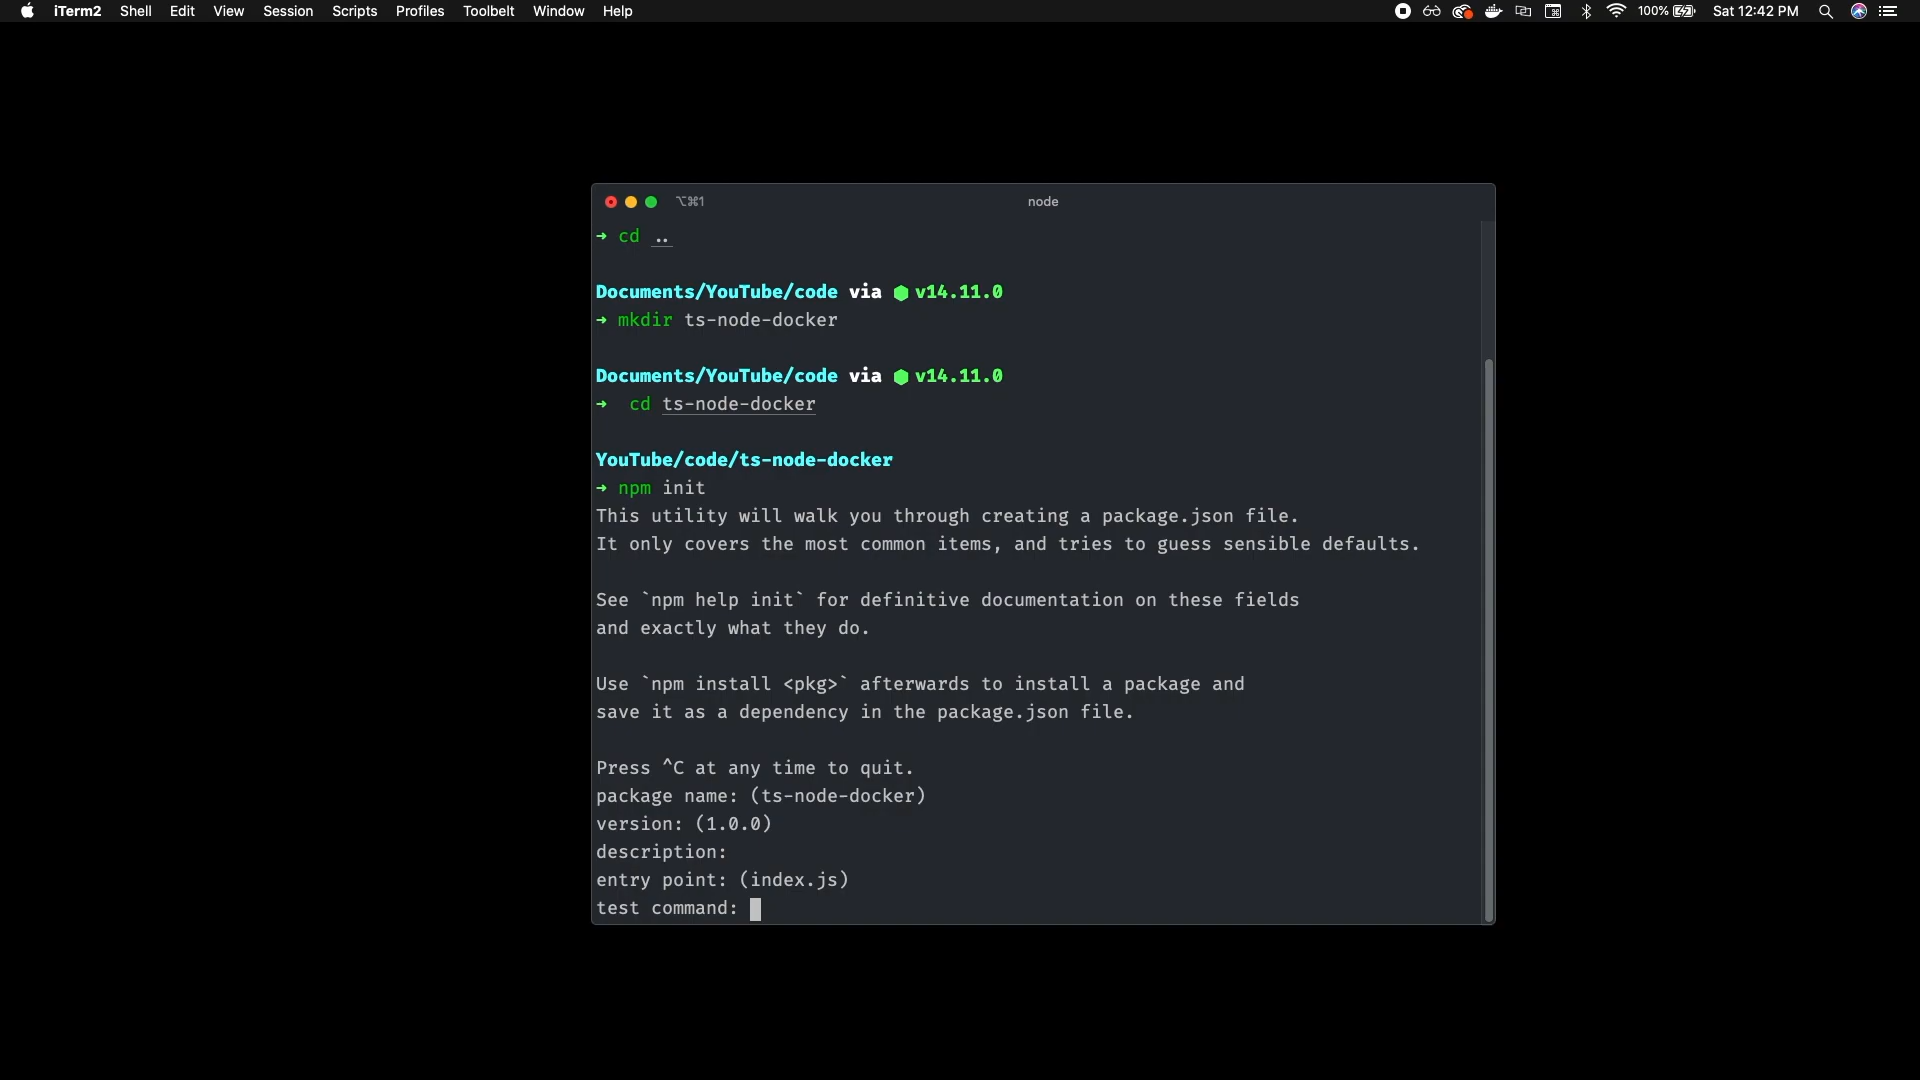 iTerm2 Shell Edit View Session Scripts Profiles Toolbelt Window Help 100% Sat 12:42 PM
⌥⌘1 node
➜ cd ..
Documents/YouTube/code via ⬢ v14.11.0
➜ mkdir ts-node-docker
Documents/YouTube/code via ⬢ v14.11.0
➜  cd ts-node-docker
YouTube/code/ts-node-docker
➜ npm init
This utility will walk you through creating a package.json file.
It only covers the most common items, and tries to guess sensible defaults.
See `npm help init` for definitive documentation on these fields
and exactly what they do.
Use `npm install <pkg>` afterwards to install a package and
save it as a dependency in the package.json file.
Press ^C at any time to quit.
package name: (ts-node-docker)
version: (1.0.0)
description:
entry point: (index.js)
test command: